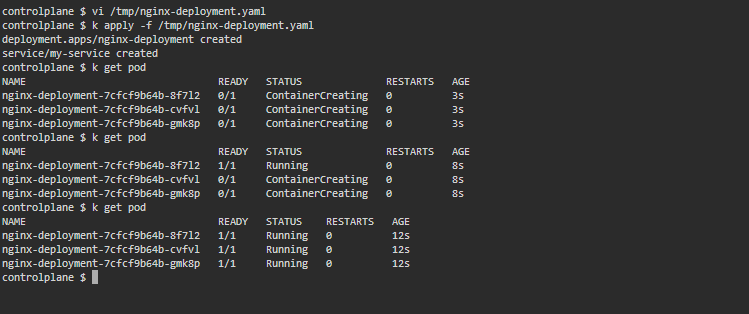 controlplane $ vi /tmp/nginx-deployment.yaml
controlplane $ k apply -f /tmp/nginx-deployment.yaml
deployment.apps/nginx-deployment created
service/my-service created
controlplane $ k get pod
NAME                                READY   STATUS              RESTARTS   AGE
nginx-deployment-7cfcf9b64b-8f7l2   0/1     ContainerCreating   0          3s
nginx-deployment-7cfcf9b64b-cvfvl   0/1     ContainerCreating   0          3s
nginx-deployment-7cfcf9b64b-gmk8p   0/1     ContainerCreating   0          3s
controlplane $ k get pod
NAME                                READY   STATUS              RESTARTS   AGE
nginx-deployment-7cfcf9b64b-8f7l2   1/1     Running             0          8s
nginx-deployment-7cfcf9b64b-cvfvl   0/1     ContainerCreating   0          8s
nginx-deployment-7cfcf9b64b-gmk8p   0/1     ContainerCreating   0          8s
controlplane $ k get pod
NAME                                READY   STATUS    RESTARTS   AGE
nginx-deployment-7cfcf9b64b-8f7l2   1/1     Running   0          12s
nginx-deployment-7cfcf9b64b-cvfvl   1/1     Running   0          12s
nginx-deployment-7cfcf9b64b-gmk8p   1/1     Running   0          12s
controlplane $